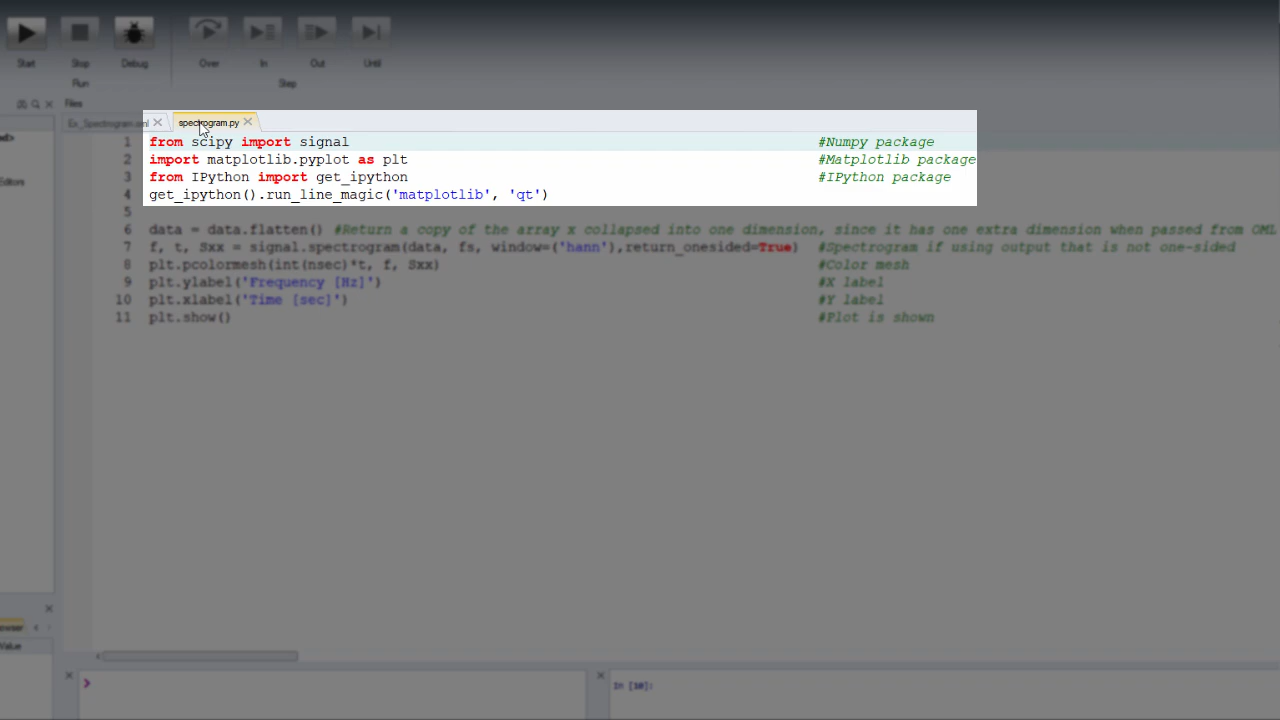 Start Stop Debug Over In Out Until
Run Step
Files
Ex_Spectrogram.oml spectrogram.py
1 from scipy import signal #Numpy package
2 import matplotlib.pyplot as plt #Matplotlib package
3 from IPython import get_ipython #IPython package
4 get_ipython().run_line_magic('matplotlib', 'qt')
5
6 data = data.flatten() #Return a copy of the array x collapsed into one dimension, since it has one extra dimension when passed from OML
7 f, t, Sxx = signal.spectrogram(data, fs, window=('hann'),return_onesided=True) #Spectrogram if using output that is not one-sided
8 plt.pcolormesh(int(nsec)*t, f, Sxx) #Color mesh
9 plt.ylabel('Frequency [Hz]') #X label
10 plt.xlabel('Time [sec]') #Y label
11 plt.show() #Plot is shown
d>
Editors
owser
Value
>
In [10]: